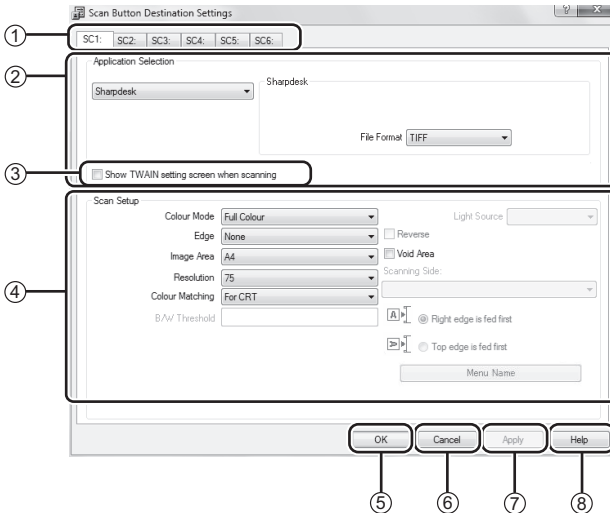 Scan Button Destination Settings
① SC1: SC2: SC3: SC4: SC5: SC6:
② Application Selection
Sharpdesk
Sharpdesk
File Format TIFF
③ Show TWAIN setting screen when scanning
Scan Setup
Colour Mode Full Colour Light Source
Edge None Reverse
Image Area A4 Void Area
Resolution 75 Scanning Side:
④ Colour Matching For CRT
B/W Threshold A Right edge is fed first
A Top edge is fed first
Menu Name
OK Cancel Apply Help
⑤ ⑥ ⑦ ⑧